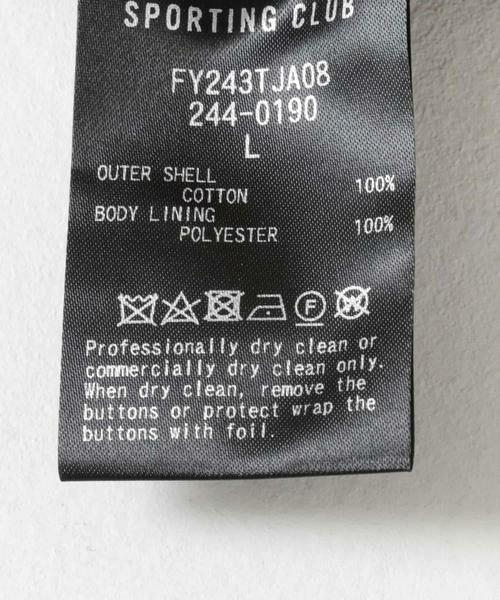 SPORTING CLUB
FY243TJA08
244-0190
L
OUTER SHELL
COTTON 100%
BODY LINING
POLYESTER 100%
F W
Professionally dry clean or
commercially dry clean only.
When dry clean, remove the
buttons or protect wrap the
buttons with foil.